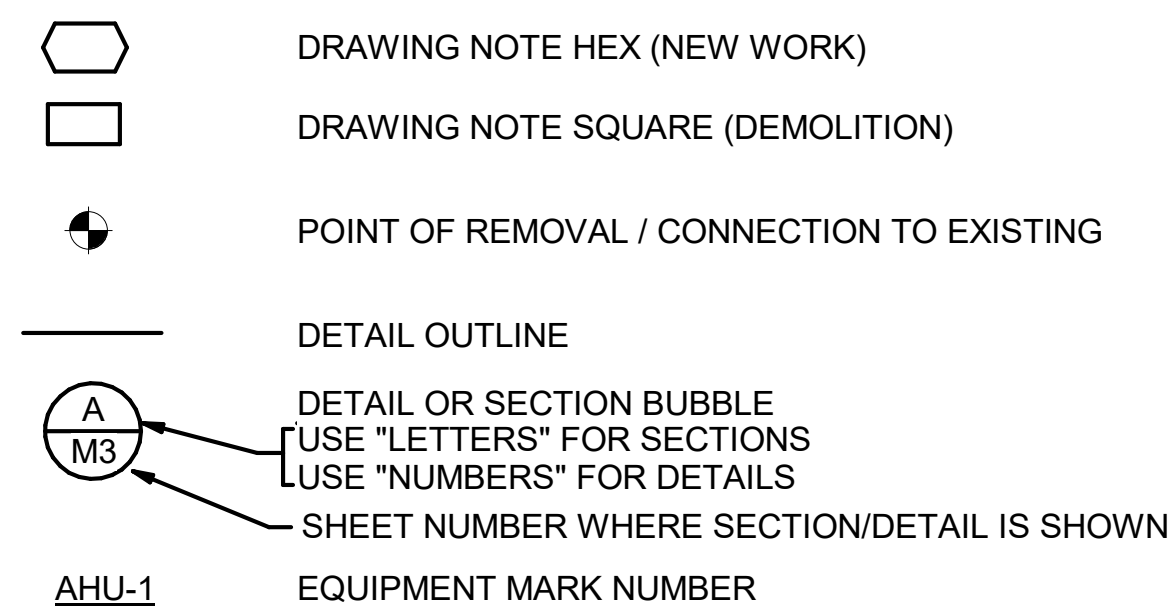 DRAWING NOTE HEX (NEW WORK)
DRAWING NOTE SQUARE (DEMOLITION)
POINT OF REMOVAL / CONNECTION TO EXISTING
DETAIL OUTLINE
A
M3
DETAIL OR SECTION BUBBLE
USE "LETTERS" FOR SECTIONS
USE "NUMBERS" FOR DETAILS
SHEET NUMBER WHERE SECTION/DETAIL IS SHOWN
AHU-1 EQUIPMENT MARK NUMBER